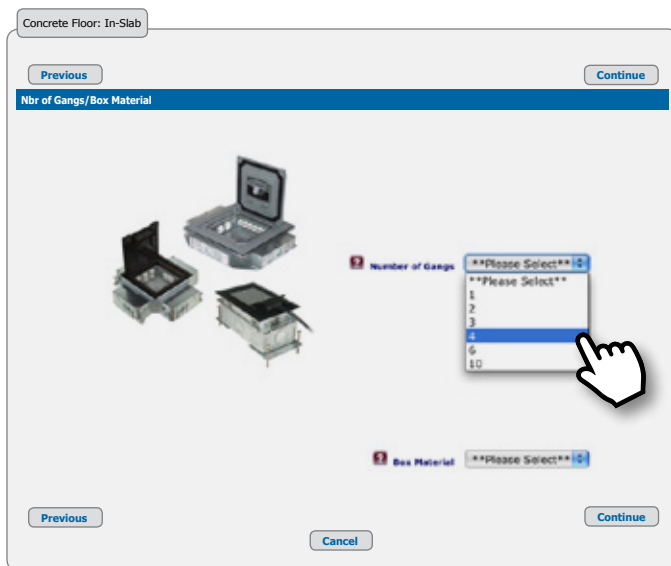 Concrete Floor: In-Slab
Previous
Continue
Nbr of Gangs/Box Material
? Number of Gangs
**Please Select**
**Please Select**
1
2
3
4
6
10
? Box Material
**Please Select**
Previous
Continue
Cancel